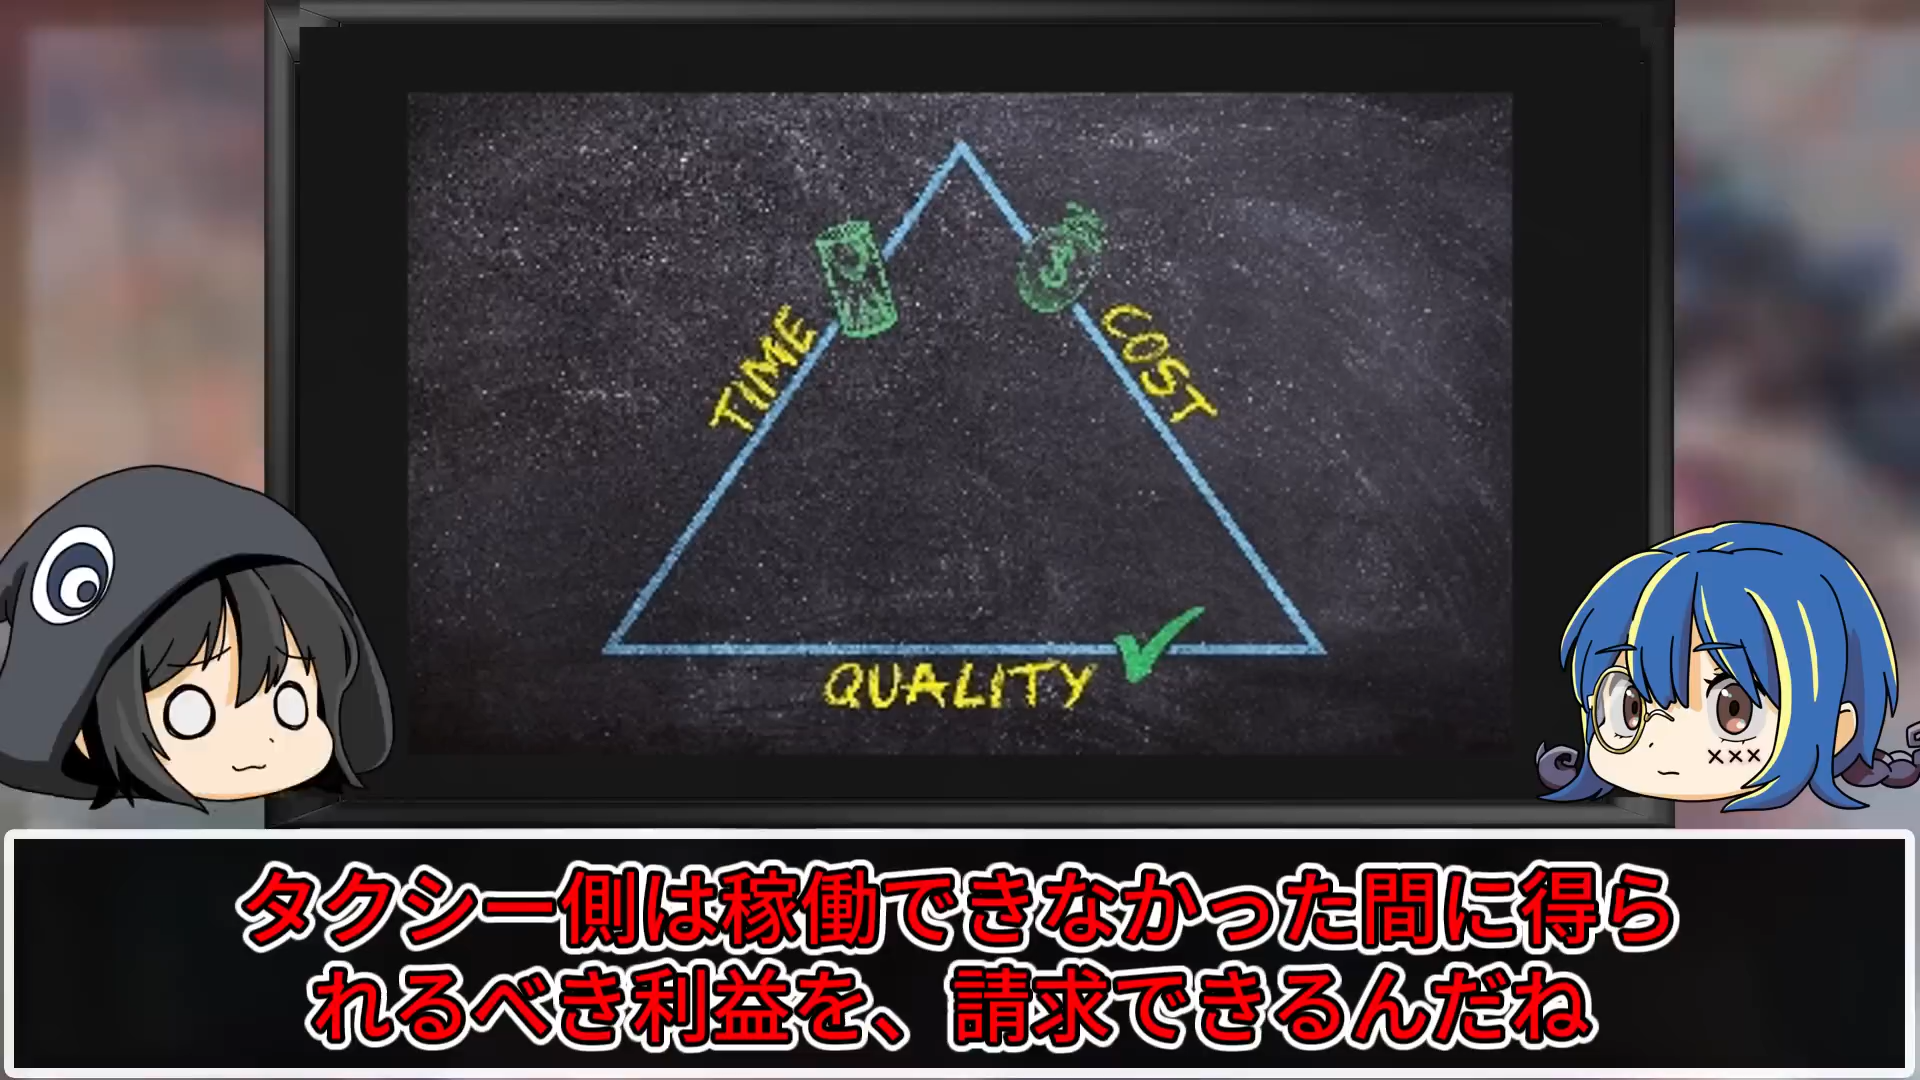 TIME
COST
QUALITY
タクシー側は稼働できなかった間に得ら
れるべき利益を、請求できるんだね